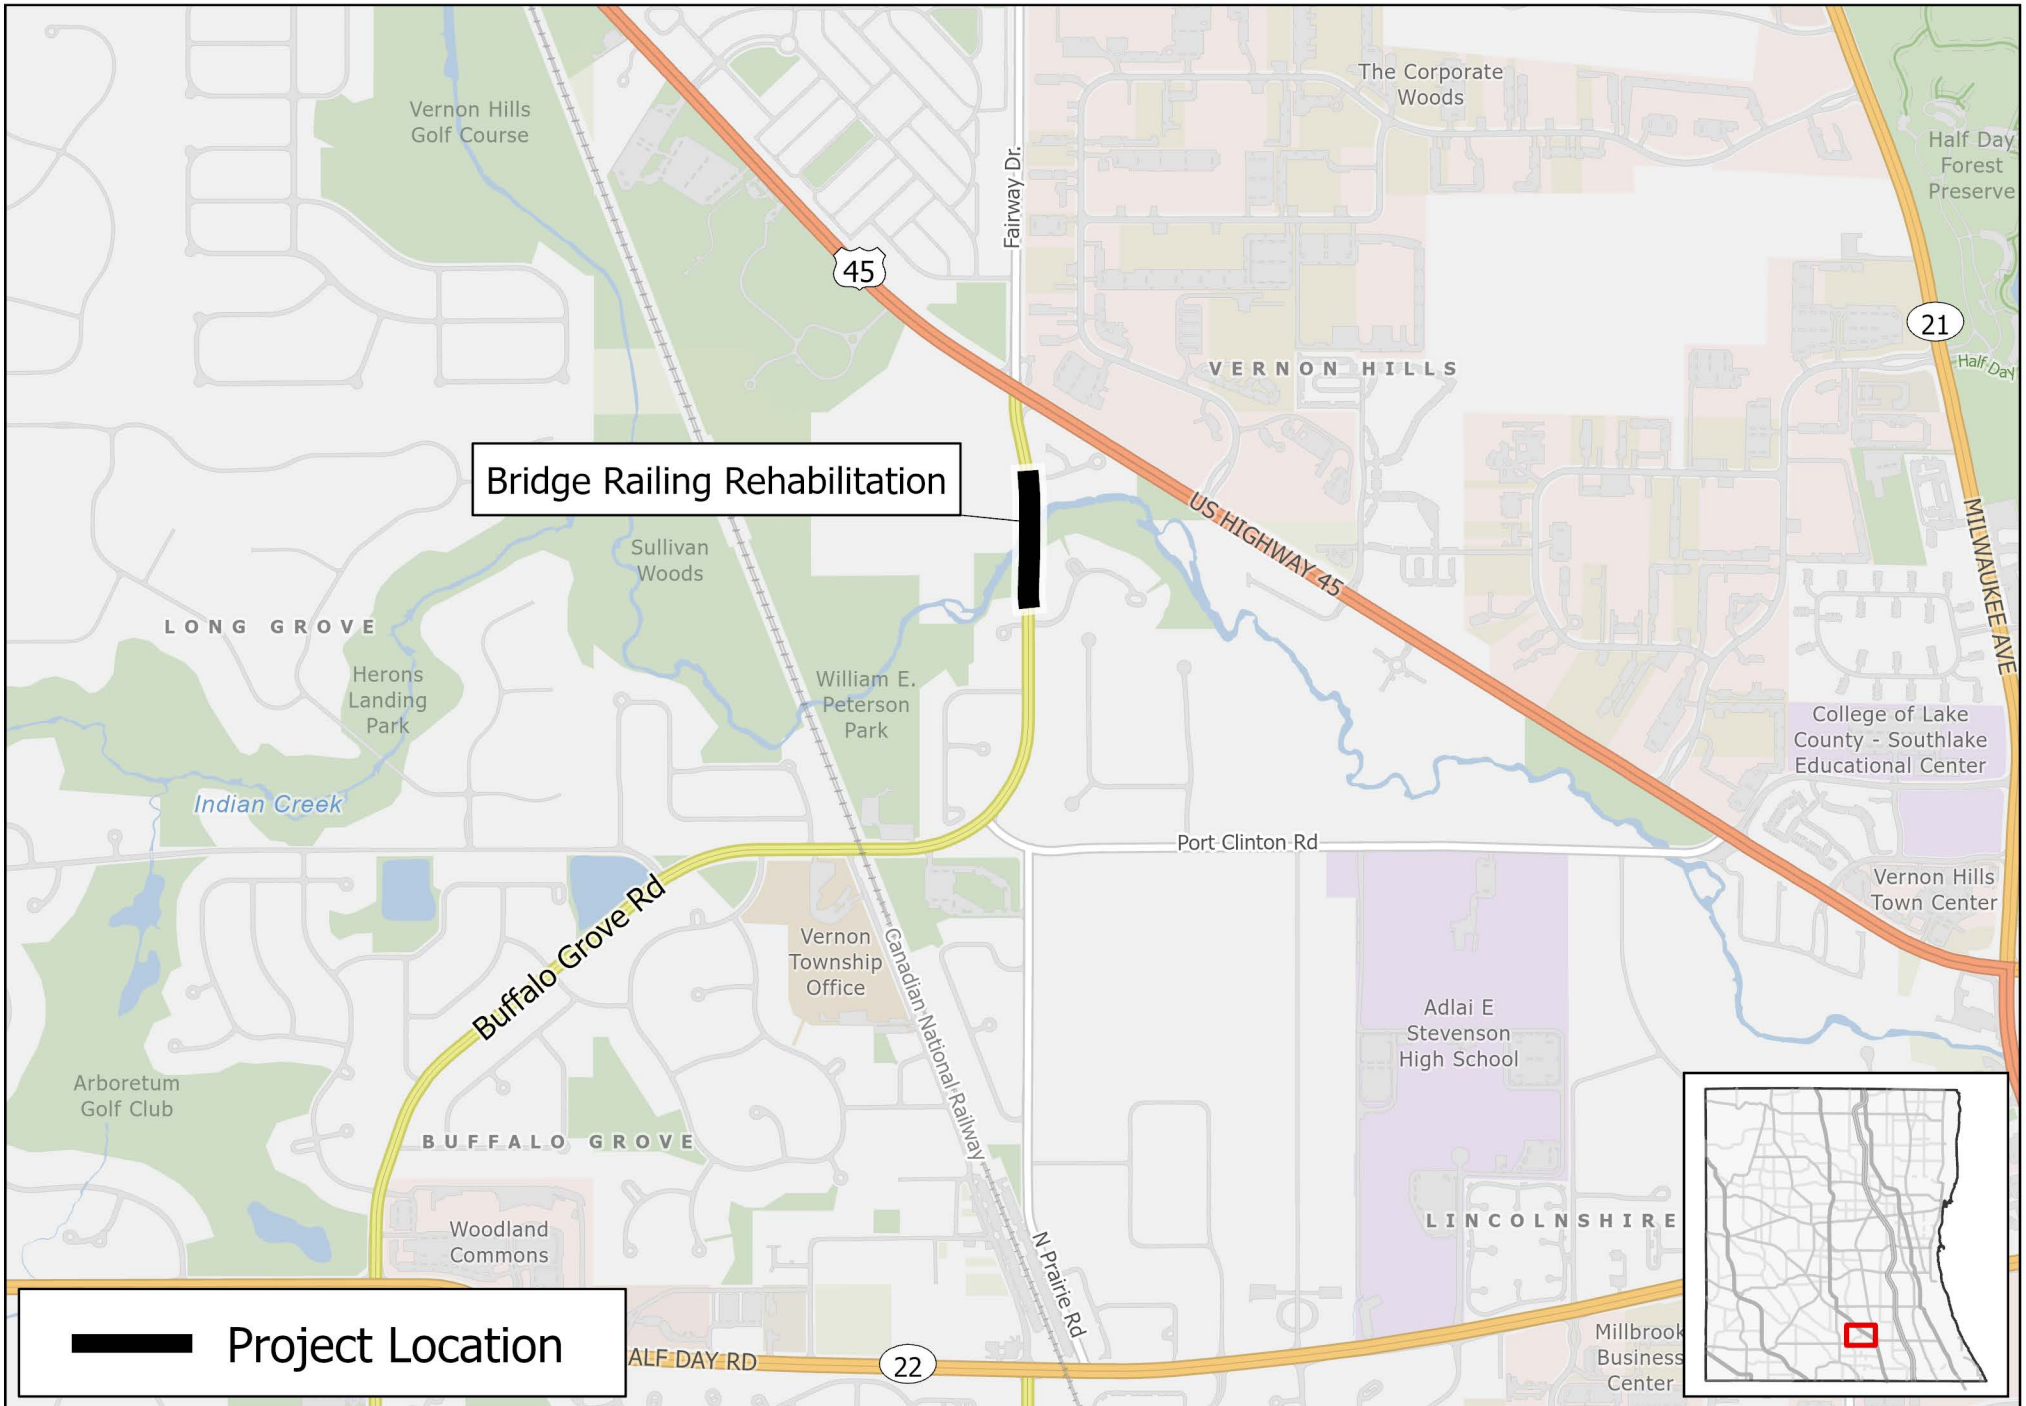 The Corporate
Woods
Vernon Hills
Golf Course
Half Day
Forest
Preserve
Fairway Dr.
45
21
Half Day
VERNON HILLS
Bridge Railing Rehabilitation
US HIGHWAY 45
MILWAUKEE AVE
Sullivan
Woods
LONG GROVE
Herons
Landing
Park
William E.
Peterson
Park
College of Lake
County - Southlake
Educational Center
Indian Creek
Port Clinton Rd
Vernon Hills
Town Center
Buffalo Grove Rd
Vernon
Township
Office
Canadian National Railway
Adlai E
Stevenson
High School
Arboretum
Golf Club
BUFFALO GROVE
Woodland
Commons
LINCOLNSHIRE
N Prairie Rd
Project Location
ALF DAY RD
22
Millbrook
Business
Center